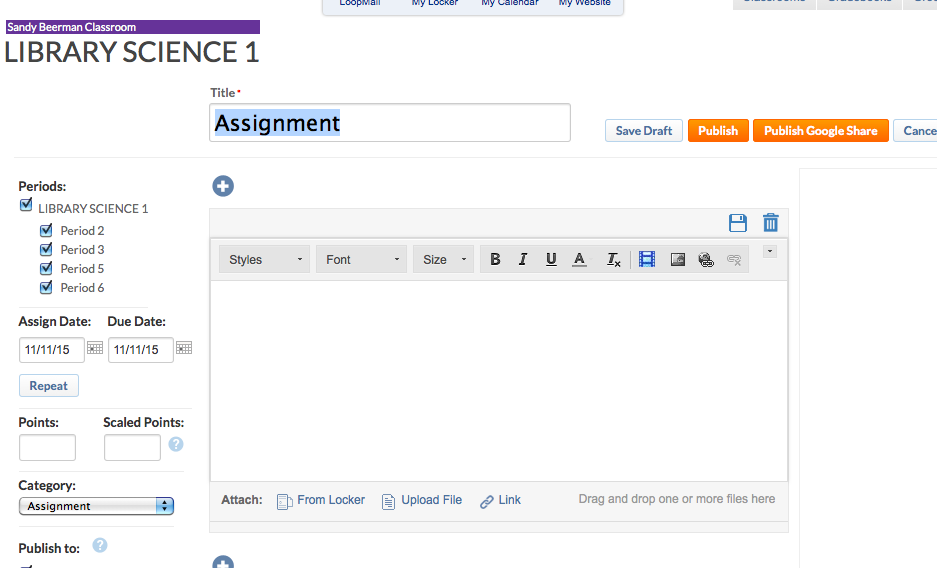 LoopMail My Locker My Calendar My Website
Classrooms Gradebooks
Sandy Beerman Classroom
LIBRARY SCIENCE 1
Title*
Assignment
Save Draft Publish Publish Google Share Cance
Periods:
LIBRARY SCIENCE 1
Period 2
Period 3
Period 5
Period 6
Styles Font Size B I U A Tx
Assign Date: Due Date:
11/11/15 11/11/15
Repeat
Points: Scaled Points:
?
Category:
Assignment
Attach: From Locker Upload File Link Drag and drop one or more files here
Publish to: ?